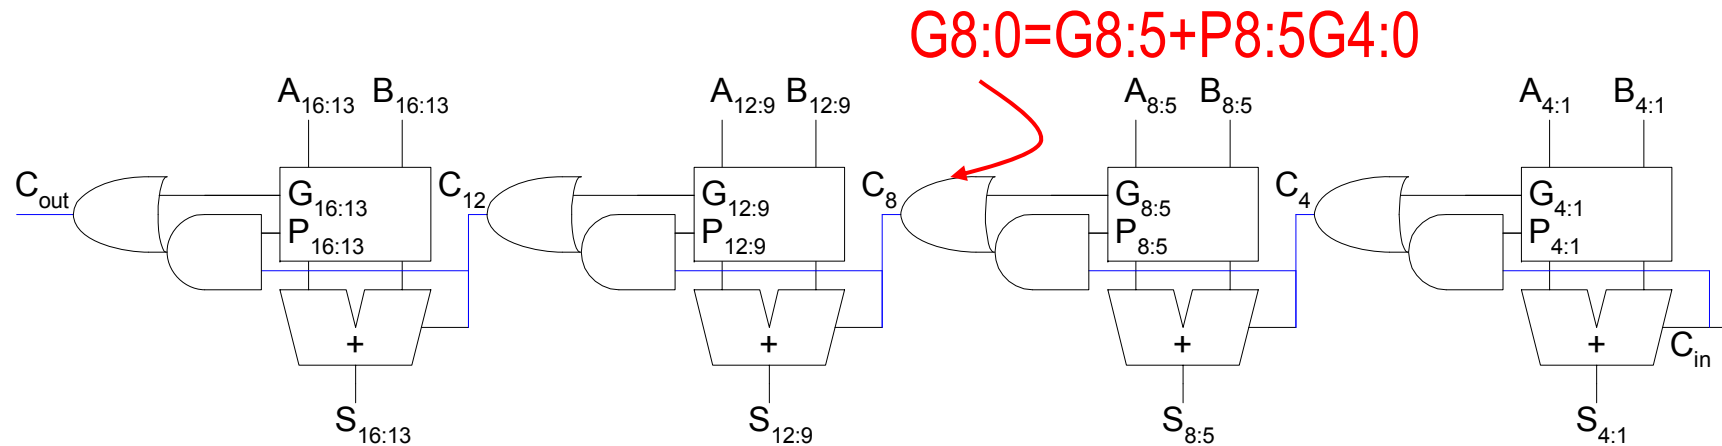 G8:0=G8:5+P8:5G4:0
A16:13 B16:13 A12:9 B12:9 A8:5 B8:5 A4:1 B4:1
Cout G16:13 C12 G12:9 C8 G8:5 C4 G4:1
P16:13 P12:9 P8:5 P4:1
+ + + + Cin
S16:13 S12:9 S8:5 S4:1